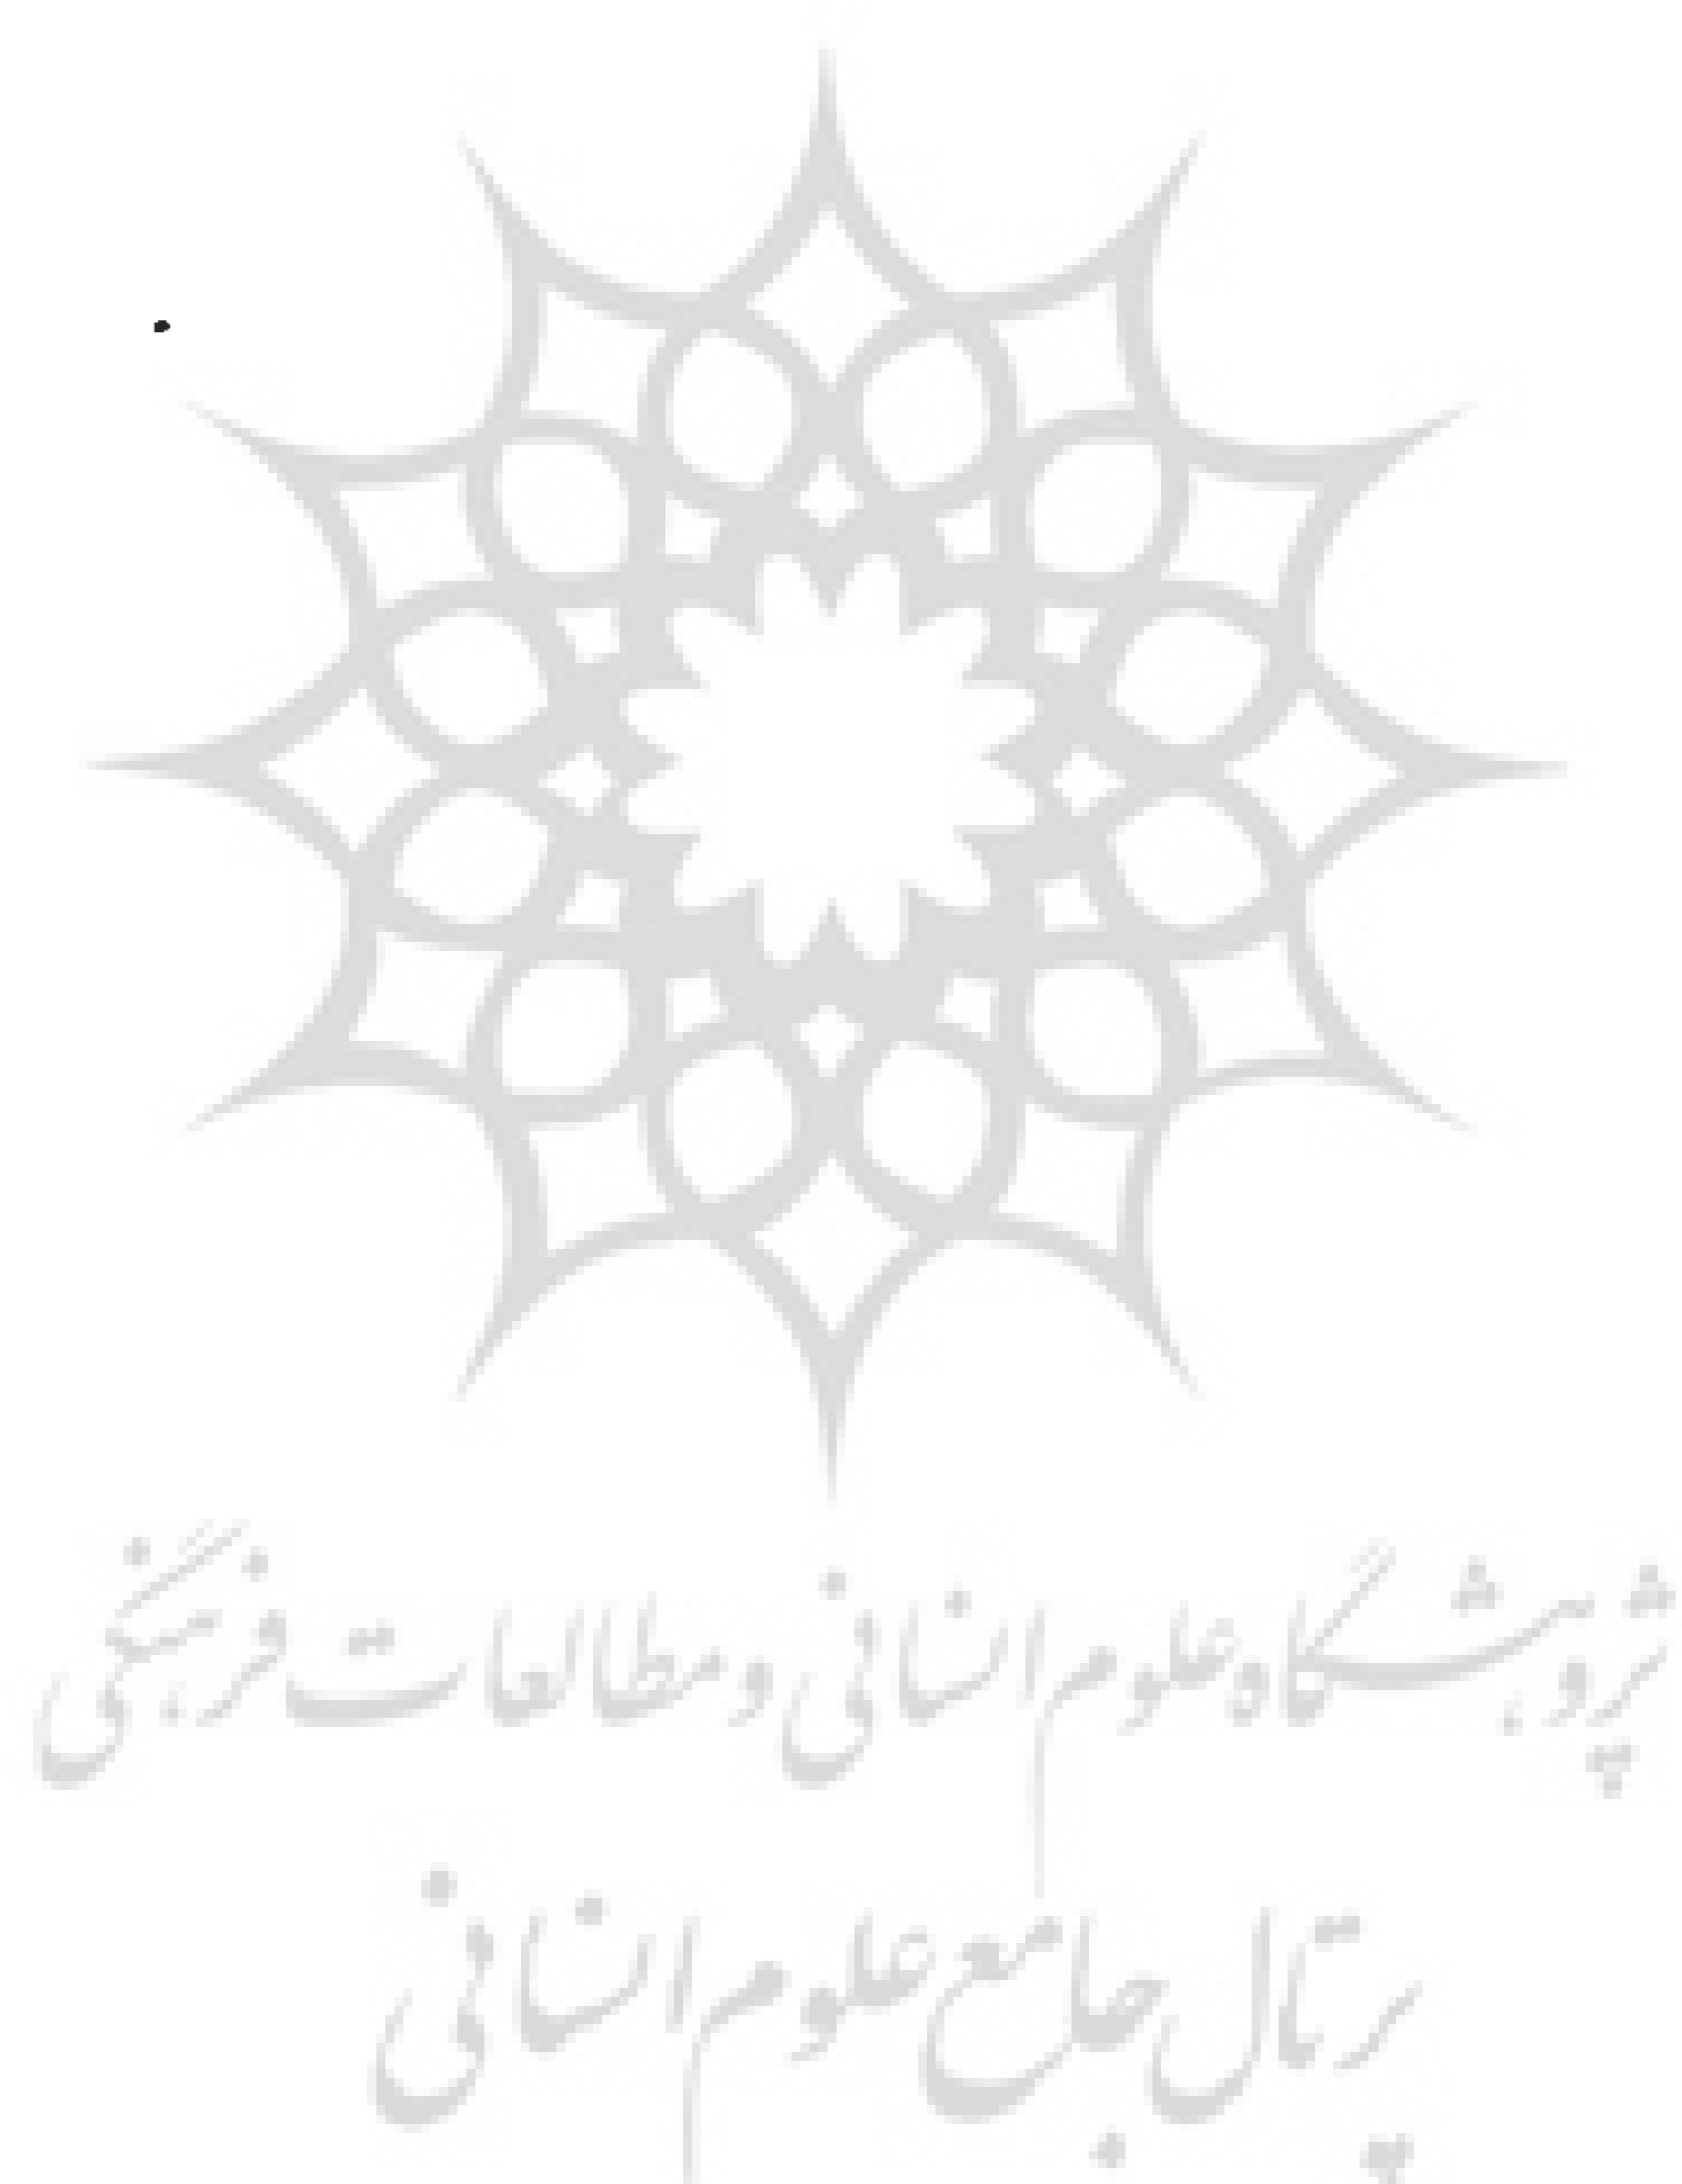 پژوهشگاه علوم انسانی و مطالعات فرهنگی
پرتال جامع علوم انسانی